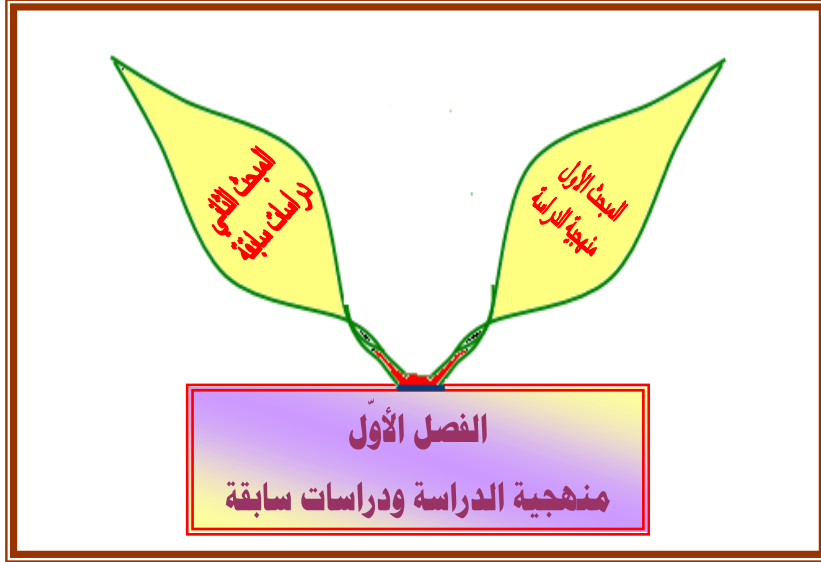 المبحث الأول
منهجية الدراسة
المبحث الثاني
دراسات سابقة
الفصل الأوّل
منهجية الدراسة ودراسات سابقة